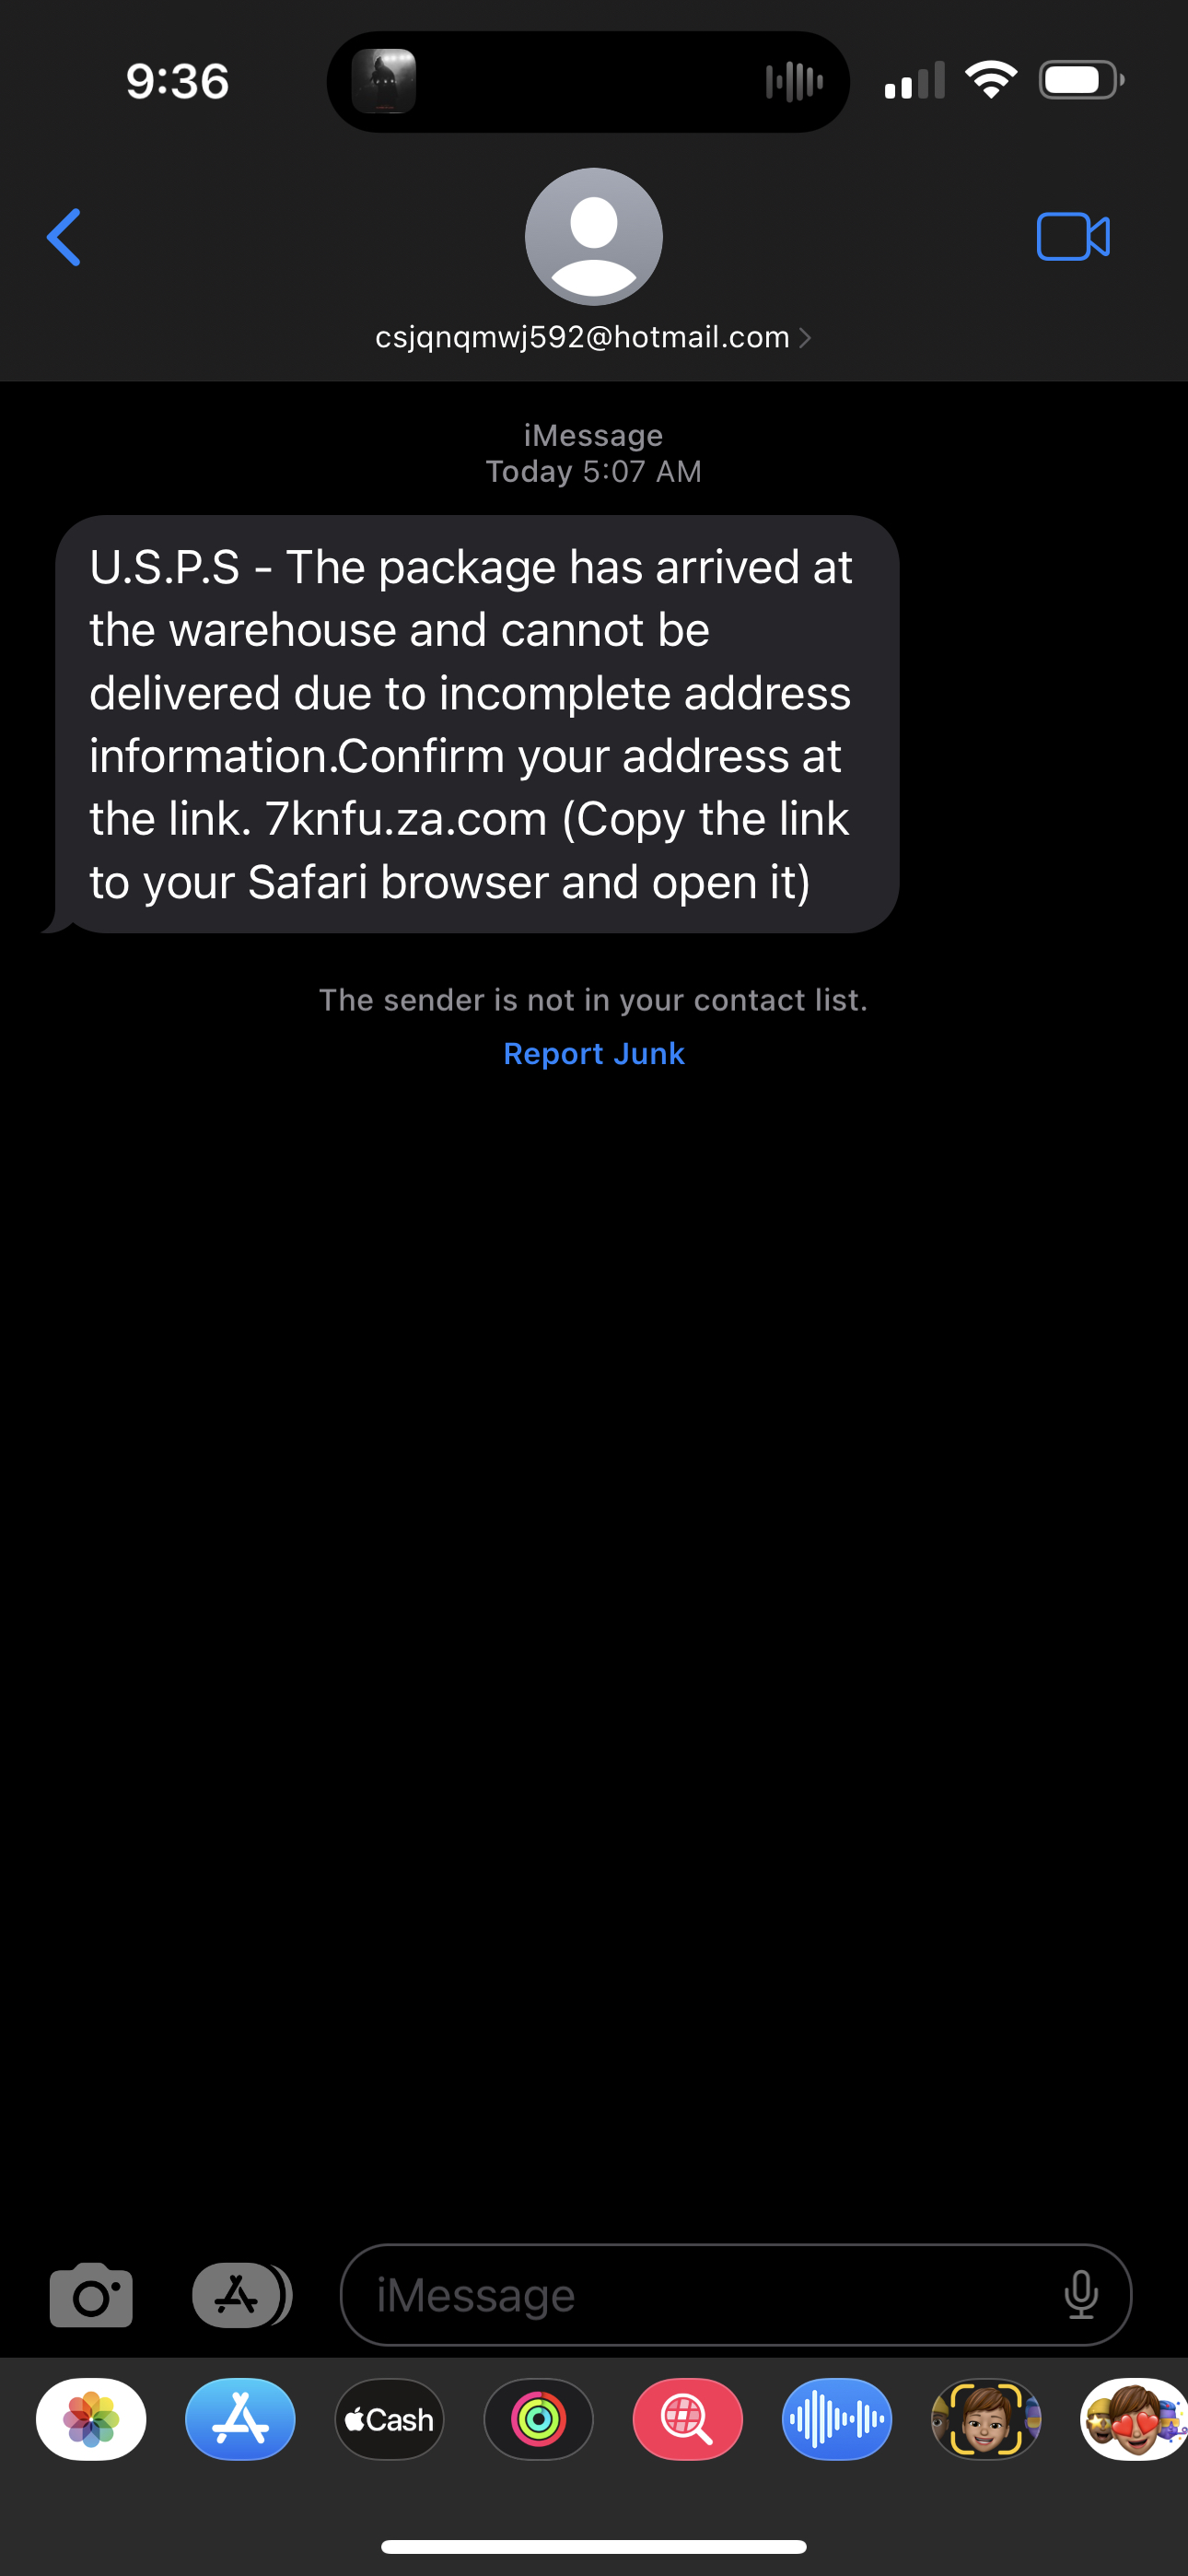 9:36
csjqnqmwj592@hotmail.com
iMessage
Today 5:07 AM
U.S.P.S - The package has arrived at
the warehouse and cannot be
delivered due to incomplete address
information.Confirm your address at
the link. 7knfu.za.com (Copy the link
to your Safari browser and open it)
The sender is not in your contact list.
Report Junk
iMessage
Cash